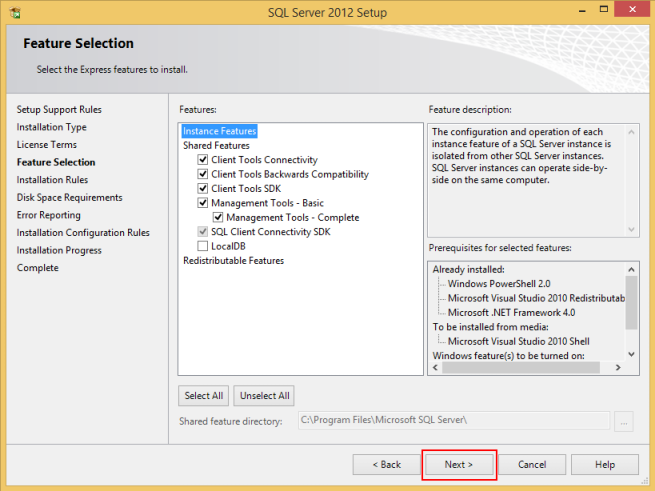 SQL Server 2012 Setup
Feature Selection
Select the Express features to install.
Setup Support Rules
Installation Type
License Terms
Feature Selection
Installation Rules
Disk Space Requirements
Error Reporting
Installation Configuration Rules
Installation Progress
Complete
Features:
Instance Features
Shared Features
Client Tools Connectivity
Client Tools Backwards Compatibility
Client Tools SDK
Management Tools - Basic
Management Tools - Complete
SQL Client Connectivity SDK
LocalDB
Redistributable Features
Feature description:
The configuration and operation of each
instance feature of a SQL Server instance is
isolated from other SQL Server instances.
SQL Server instances can operate side-by-
side on the same computer.
Prerequisites for selected features:
Already installed:
Windows PowerShell 2.0
Microsoft Visual Studio 2010 Redistributab
Microsoft .NET Framework 4.0
To be installed from media:
Microsoft Visual Studio 2010 Shell
Windows feature(s) to be turned on:
Select All Unselect All
Shared feature directory: C:\Program Files\Microsoft SQL Server\ ...
< Back Next > Cancel Help